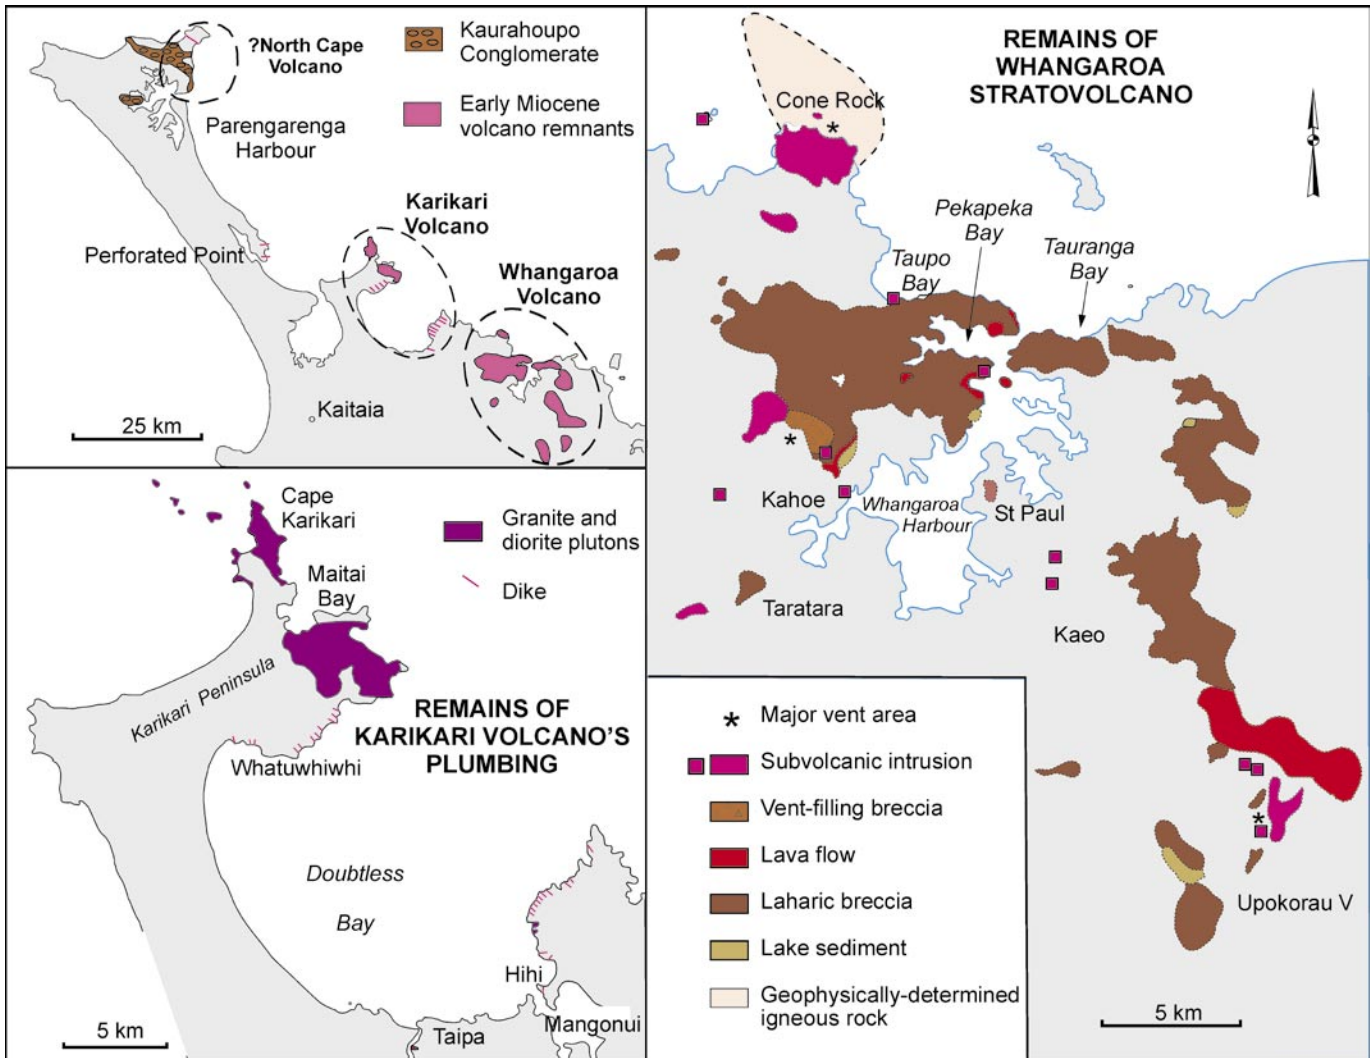 ?North Cape
Volcano
Kaurahoupo
Conglomerate
Early Miocene
volcano remnants
Parengarenga
Harbour
Karikari
Volcano
Perforated Point
Whangaroa
Volcano
Kaitaia
25 km
Cape
Karikari
Granite and
diorite plutons
Maitai
Bay
Dike
Karikari Peninsula
REMAINS OF
KARIKARI VOLCANO'S
PLUMBING
Whatuwhiwhi
Doubtless
Bay
Hihi
Mangonui
Taipa
5 km
REMAINS OF
WHANGAROA
STRATOVOLCANO
Cone Rock
*
Pekapeka
Bay
Tauranga
Bay
Taupo
Bay
*
Kahoe
Whangaroa
Harbour
St Paul
Taratara
Kaeo
*
Upokorau V
* Major vent area
Subvolcanic intrusion
Vent-filling breccia
Lava flow
Laharic breccia
Lake sediment
Geophysically-determined
igneous rock
5 km